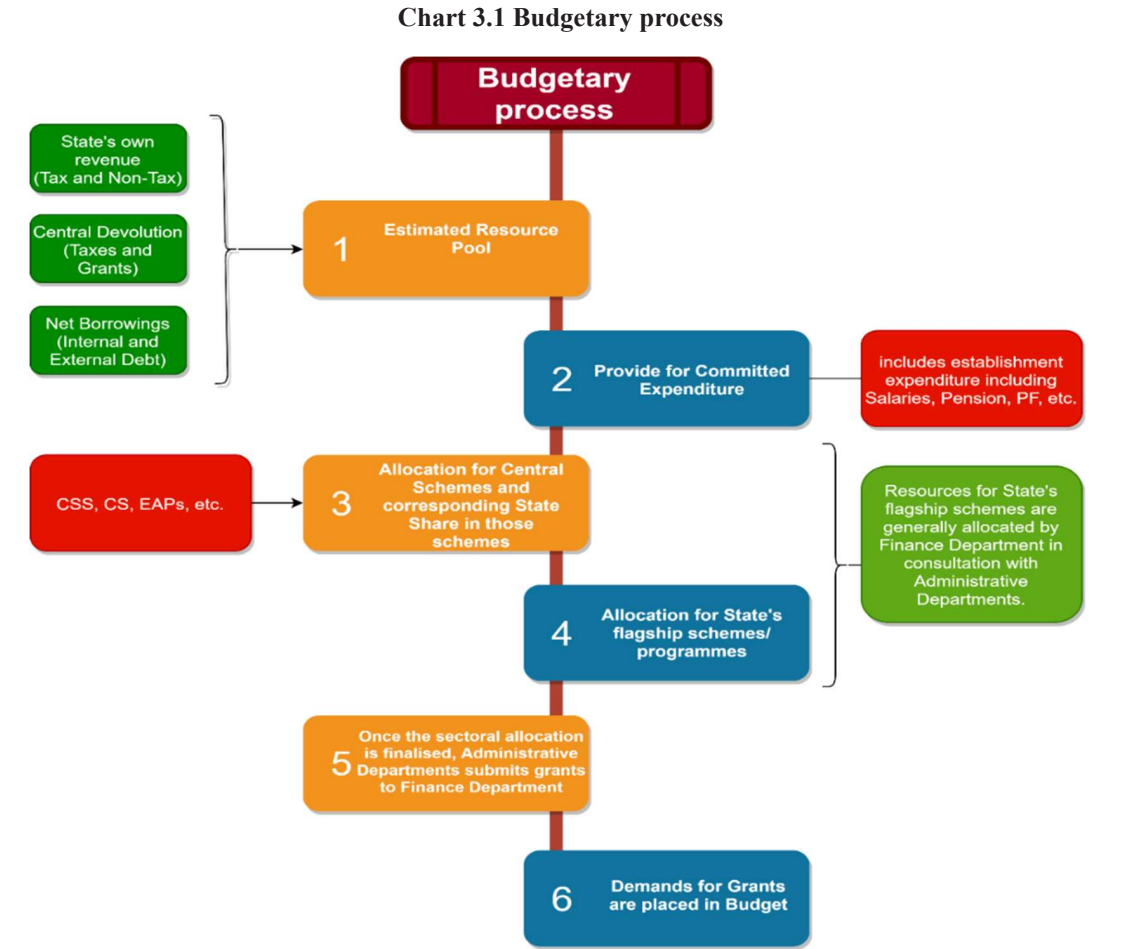 Chart 3.1 Budgetary process
Budgetary
process
State's own
revenue
(Tax and Non-Tax)
Central Devolution
(Taxes and
Grants)
Net Borrowings
(Internal and
External Debt)
1
Estimated Resource
Pool
2
Provide for Committed
Expenditure
includes establishment
expenditure including
Salaries, Pension, PF, etc.
CSS, CS, EAPs, etc.
3
Allocation for Central
Schemes and
corresponding State
Share in those
schemes
Resources for State's
flagship schemes are
generally allocated by
Finance Department in
consultation with
Administrative
Departments.
4
Allocation for State's
flagship schemes/
programmes
5
Once the sectoral allocation
is finalised, Administrative
Departments submits grants
to Finance Department
6
Demands for Grants
are placed in Budget